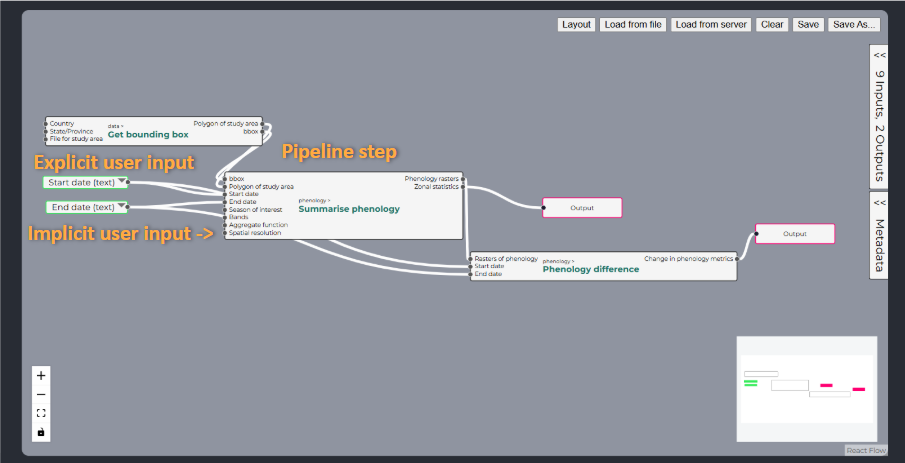 Layout
Load from file
Load from server
Clear
Save
Save As...
<<
9 Inputs, 2 Outputs
<<
Metadata
Country
State/Province
File for study area
data >
Get bounding box
Polygon of study area
bbox
Explicit user input
Pipeline step
Start date (text)
End date (text)
Implicit user input ->
bbox
Polygon of study area
Start date
End date
Season of interest
Bands
Aggregate function
Spatial resolution
phenology >
Summarise phenology
Phenology rasters
Zonal statistics
Output
Output
Rasters of phenology
Start date
End date
phenology >
Phenology difference
Change in phenology metrics
React Flow